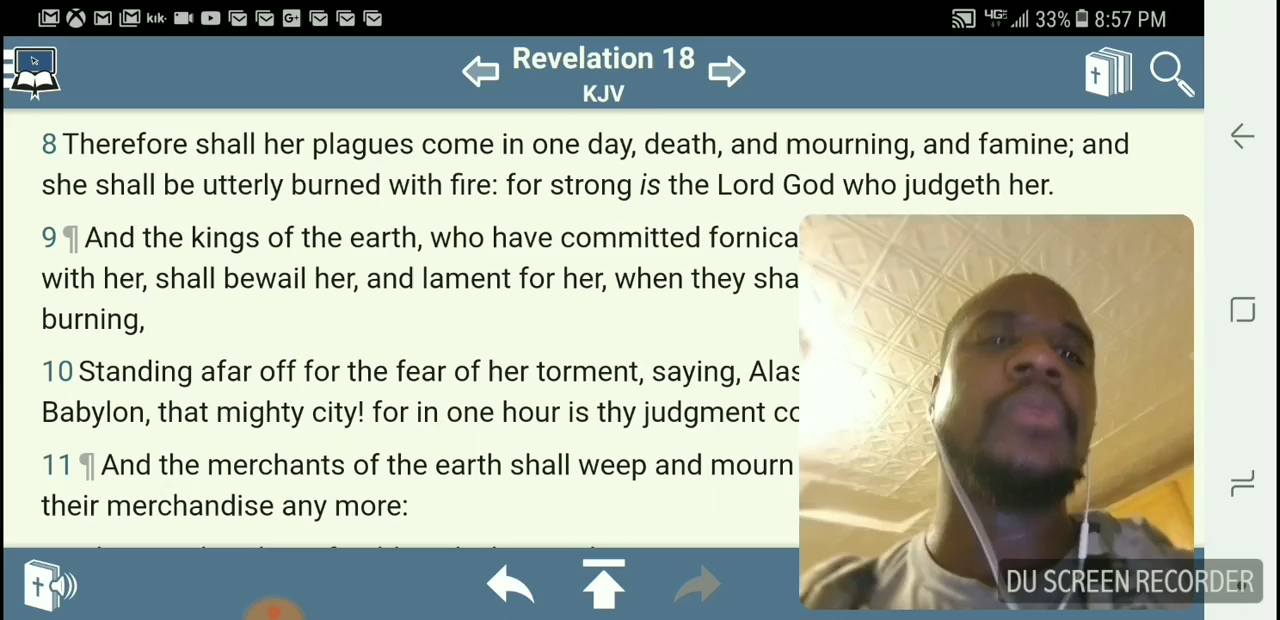 kik. G+ 4GE 33% 8:57 PM
Revelation 18
KJV
8 Therefore shall her plagues come in one day, death, and mourning, and famine; and
she shall be utterly burned with fire: for strong is the Lord God who judgeth her.
9 ¶ And the kings of the earth, who have committed fornica
with her, shall bewail her, and lament for her, when they sha
burning,
10 Standing afar off for the fear of her torment, saying, Alas
Babylon, that mighty city! for in one hour is thy judgment co
11 ¶ And the merchants of the earth shall weep and mourn
their merchandise any more:
DU SCREEN RECORDER